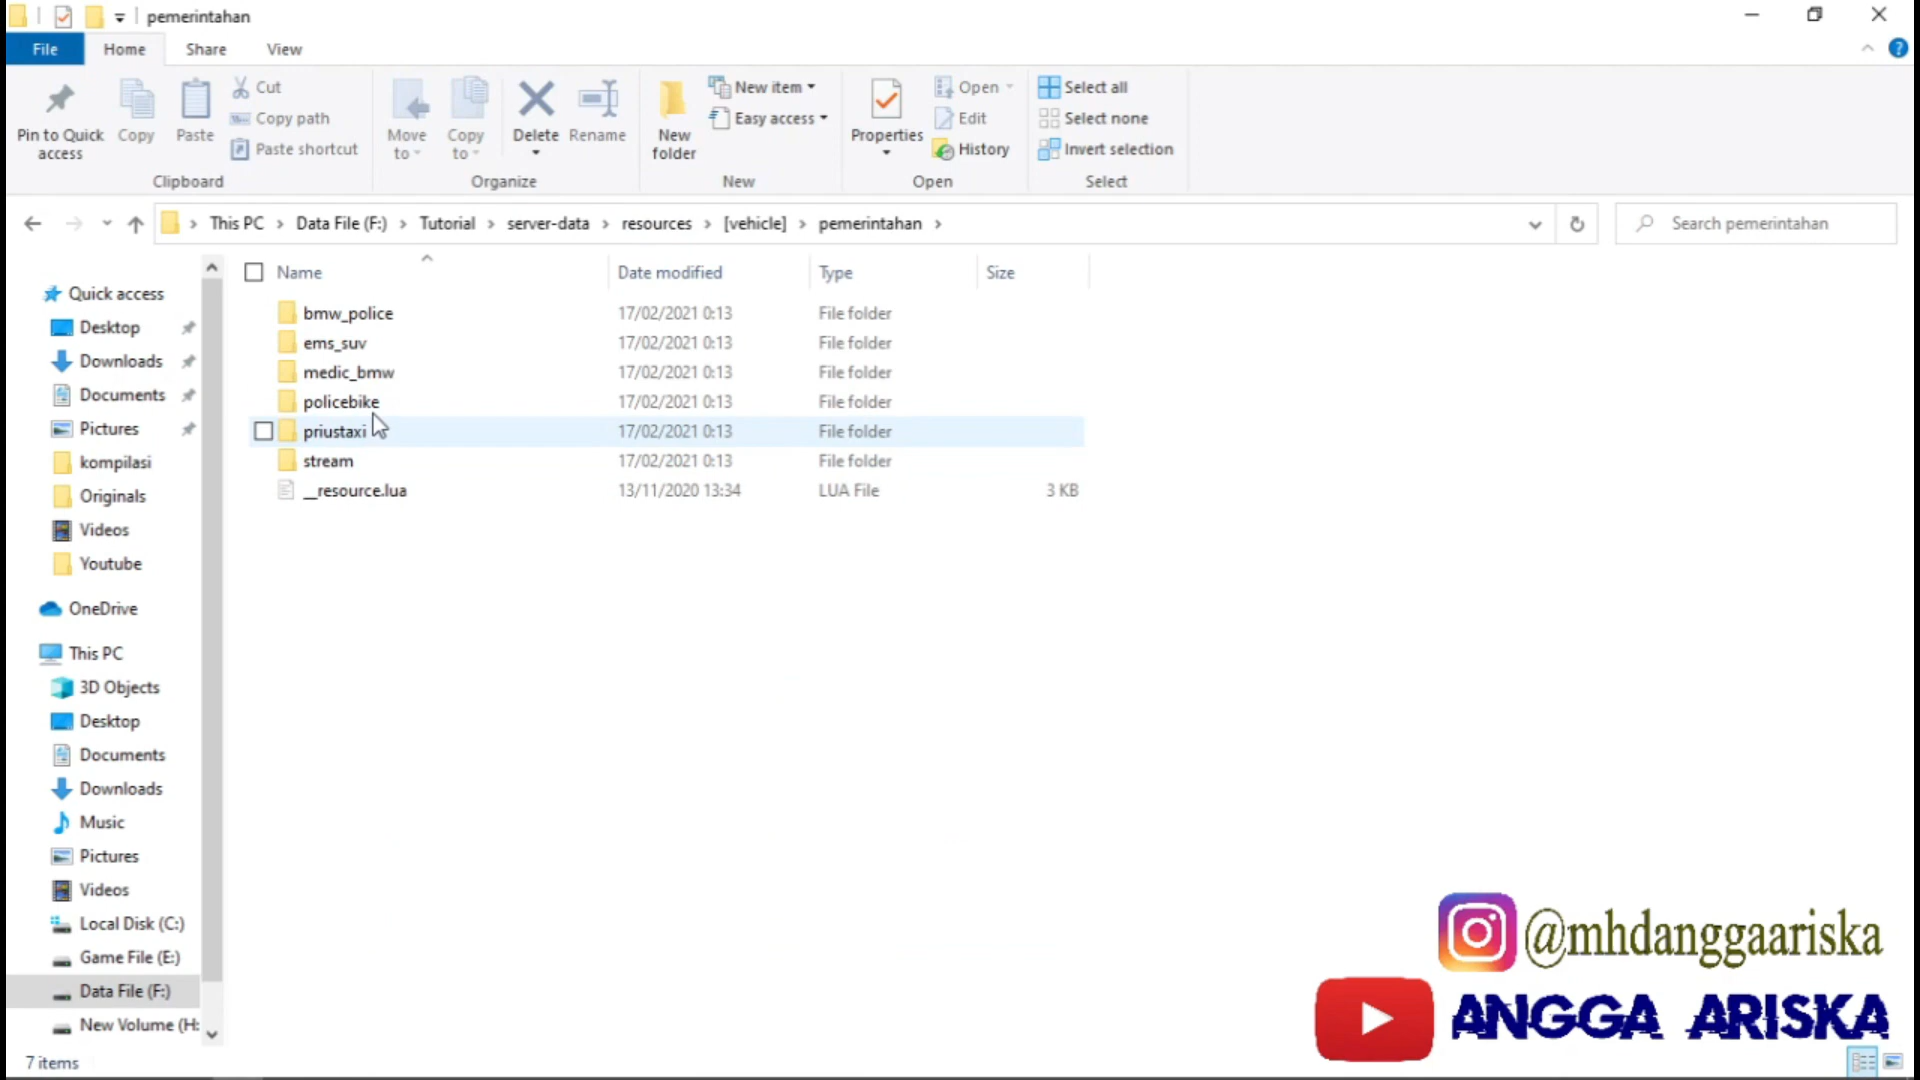 pemerintahan
File Home Share View
Pin to Quick access
Copy
Paste
Cut
Copy path
Paste shortcut
Clipboard
Move to
Copy to
Delete
Rename
Organize
New folder
New item
Easy access
New
Properties
Open
Edit
History
Open
Select all
Select none
Invert selection
Select
This PC > Data File (F:) > Tutorial > server-data > resources > [vehicle] > pemerintahan >
Search pemerintahan
Quick access
Desktop
Downloads
Documents
Pictures
kompilasi
Originals
Videos
Youtube
OneDrive
This PC
3D Objects
Desktop
Documents
Downloads
Music
Pictures
Videos
Local Disk (C:)
Game File (E:)
Data File (F:)
New Volume (H:
Name Date modified Type Size
bmw_police 17/02/2021 0:13 File folder
ems_suv 17/02/2021 0:13 File folder
medic_bmw 17/02/2021 0:13 File folder
policebike 17/02/2021 0:13 File folder
priustaxi 17/02/2021 0:13 File folder
stream 17/02/2021 0:13 File folder
__resource.lua 13/11/2020 13:34 LUA File 3 KB
@mhdanggaariska
ANGGA ARISKA
7 items